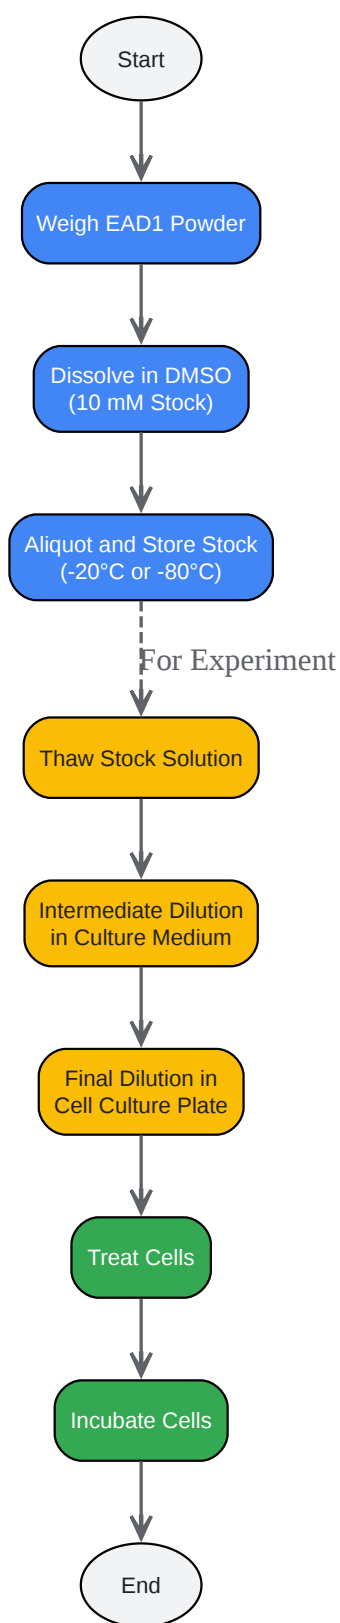 Start
Weigh EAD1 Powder
Dissolve in DMSO
(10 mM Stock)
Aliquot and Store Stock
(-20°C or -80°C)
For Experiment
Thaw Stock Solution
Intermediate Dilution
in Culture Medium
Final Dilution in
Cell Culture Plate
Treat Cells
Incubate Cells
End